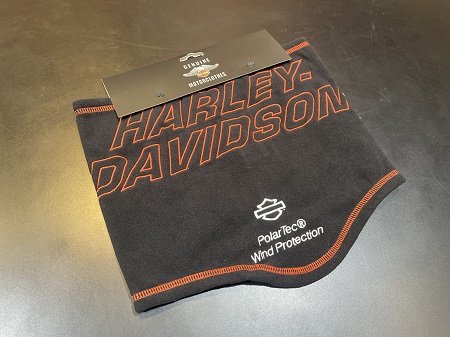 GENUINE
MOTORCLOTHES
HARLEY-
DAVIDSON
PolarTec®
Wind Protection